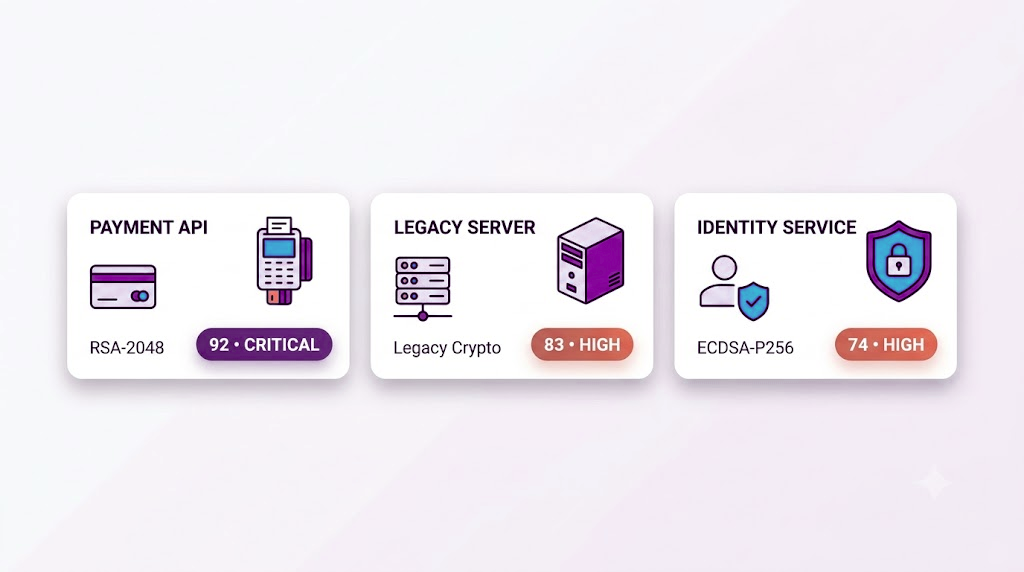 PAYMENT API
RSA-2048
92 • CRITICAL
LEGACY SERVER
Legacy Crypto
83 • HIGH
IDENTITY SERVICE
ECDSA-P256
74 • HIGH